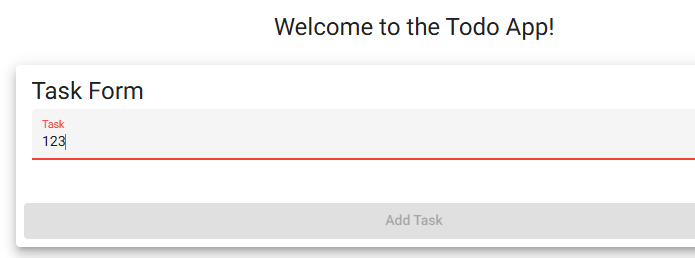 Welcome to the Todo App!
Task Form
Task
123
Add Task